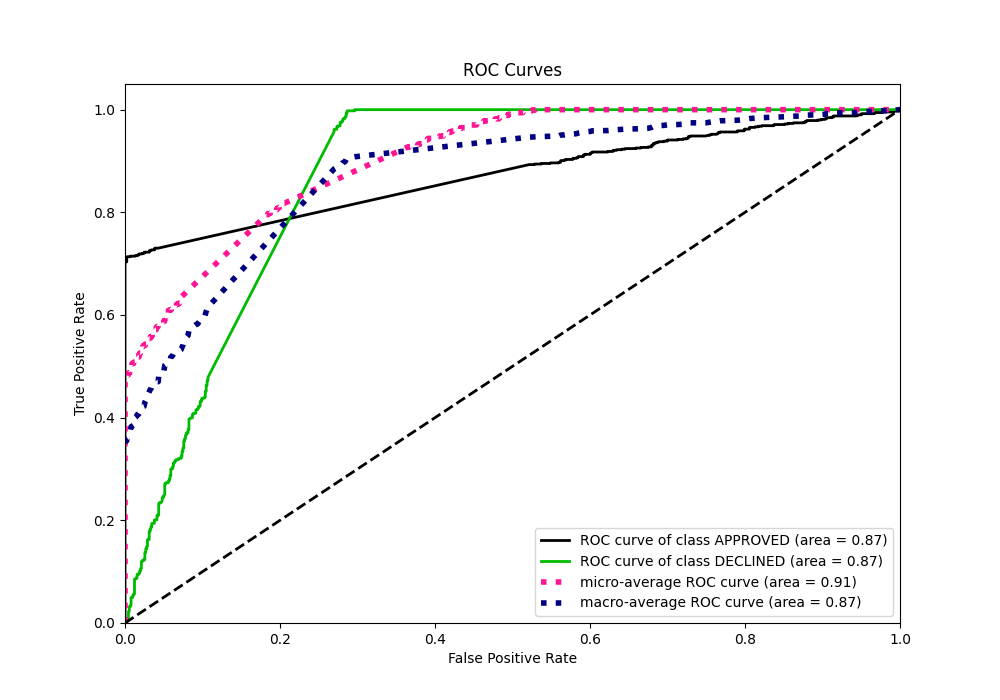 ROC Curves
1.0
0.8
0.6
0.4
0.2
0.0
True Positive Rate
ROC curve of class APPROVED (area = 0.87)
ROC curve of class DECLINED (area = 0.87)
micro-average ROC curve (area = 0.91)
macro-average ROC curve (area = 0.87)
0.0 0.2 0.4 0.6 0.8 1.0
False Positive Rate